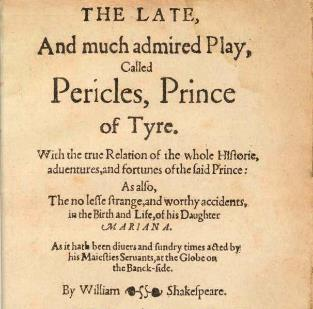 THE LATE,
And much admired Play,
Called
Pericles, Prince
of Tyre.
With the true Relation of the whole Historie,
aduentures, and fortunes of the said Prince:
As also,
The no lesse strange, and worthy accidents,
in the Birth and Life, of his Daughter
MARIANA.
As it hath been diuers and sundry times acted by
his Maiesties Seruants, at the Globe on
the Banck-side.
By William Shakespeare.